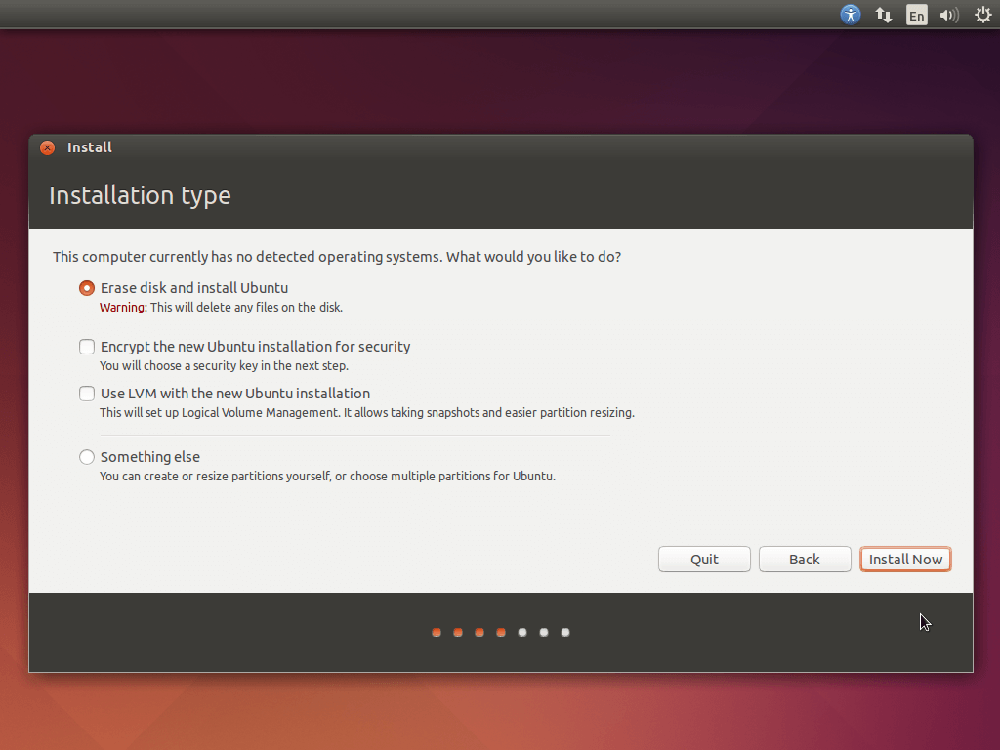 En
Install
Installation type
This computer currently has no detected operating systems. What would you like to do?
Erase disk and install Ubuntu
Warning: This will delete any files on the disk.
Encrypt the new Ubuntu installation for security
You will choose a security key in the next step.
Use LVM with the new Ubuntu installation
This will set up Logical Volume Management. It allows taking snapshots and easier partition resizing.
Something else
You can create or resize partitions yourself, or choose multiple partitions for Ubuntu.
Quit Back Install Now